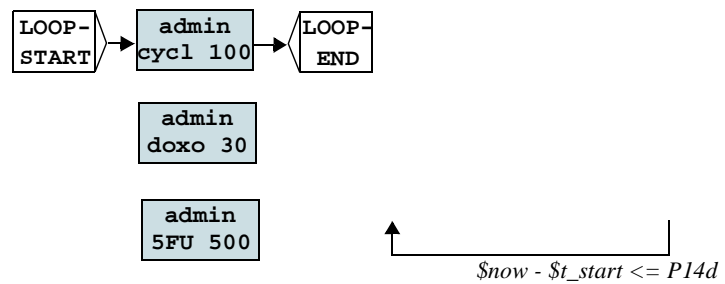 LOOP-
START
admin
cycl 100
LOOP-
END
admin
doxo 30
admin
5FU 500
$now - $t_start <= P14d